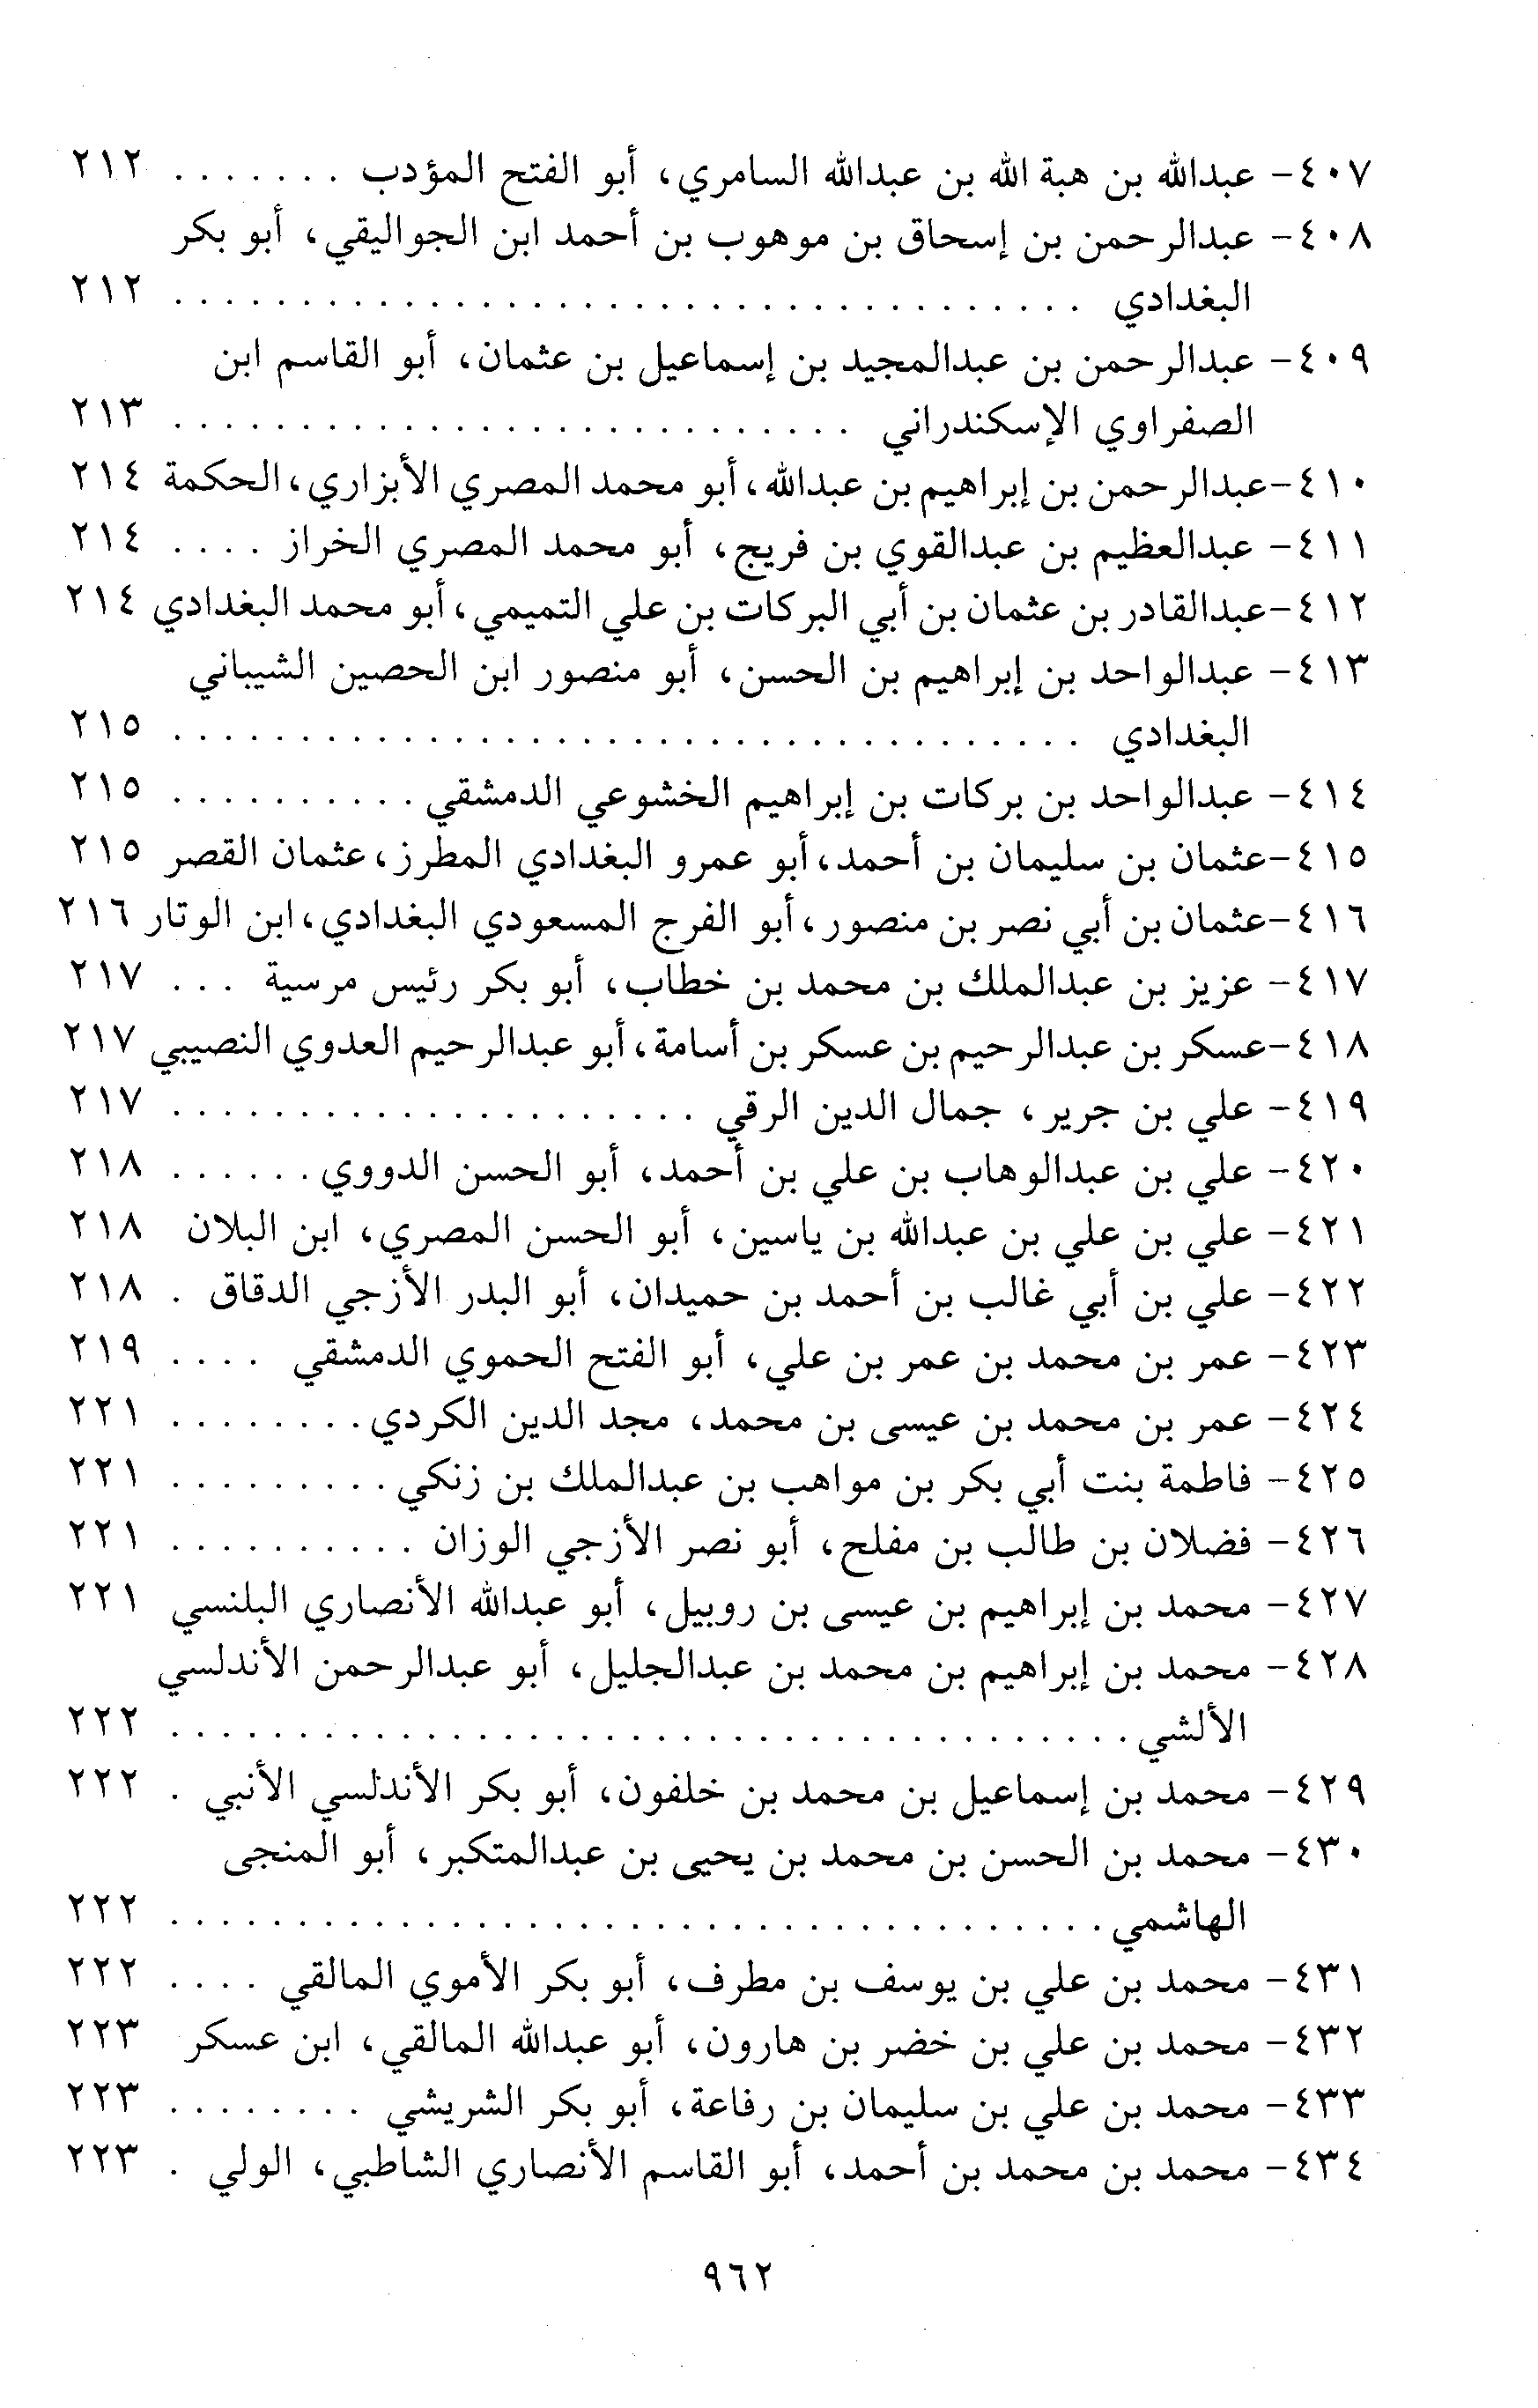 ٤٠٧- عبدالله بن هبة الله بن عبدالله السامري، أبو الفتح المؤدب ....... ٢١٢
٤٠٨- عبدالرحمن بن إسحاق بن موهوب بن أحمد ابن الجواليقي، أبو بكر
البغدادي .................................... ٢١٢
٤٠٩- عبدالرحمن بن عبدالمجيد بن إسماعيل بن عثمان، أبو القاسم ابن
الصفراوي الإسكندراني ........................... ٢١٣
٤١٠-عبدالرحمن بن إبراهيم بن عبدالله، أبو محمد المصري الأبزاري، الحكمة ٢١٤
٤١١- عبدالعظيم بن عبدالقوي بن فريج، أبو محمد المصري الخراز .... ٢١٤
٤١٢-عبدالقادر بن عثمان بن أبي البركات بن علي التميمي، أبو محمد البغدادي ٢١٤
٤١٣- عبدالواحد بن إبراهيم بن الحسن، أبو منصور ابن الحصين الشيباني
البغدادي .................................... ٢١٥
٤١٤- عبدالواحد بن بركات بن إبراهيم الخشوعي الدمشقي .......... ٢١٥
٤١٥-عثمان بن سليمان بن أحمد، أبو عمرو البغدادي المطرز، عثمان القصر ٢١٥
٤١٦-عثمان بن أبي نصر بن منصور، أبو الفرج المسعودي البغدادي، ابن الوتار ٢١٦
٤١٧- عزيز بن عبدالملك بن محمد بن خطاب، أبو بكر رئيس مرسية ... ٢١٧
٤١٨-عسكر بن عبدالرحيم بن عسكر بن أسامة، أبو عبدالرحيم العدوي النصيبي ٢١٧
٤١٩- علي بن جرير، جمال الدين الرقي ..................... ٢١٧
٤٢٠- علي بن عبدالوهاب بن علي بن أحمد، أبو الحسن الدووي ...... ٢١٨
٤٢١- علي بن علي بن عبدالله بن ياسين، أبو الحسن المصري، ابن البلان ٢١٨
٤٢٢- علي بن أبي غالب بن أحمد بن حميدان، أبو البدر الأزجي الدقاق . ٢١٨
٤٢٣- عمر بن محمد بن عمر بن علي، أبو الفتح الحموي الدمشقي .... ٢١٩
٤٢٤- عمر بن محمد بن عيسى بن محمد، مجد الدين الكردي ........ ٢٢١
٤٢٥- فاطمة بنت أبي بكر بن مواهب بن عبدالملك بن زنكي ......... ٢٢١
٤٢٦- فضلان بن طالب بن مفلح، أبو نصر الأزجي الوزان .......... ٢٢١
٤٢٧- محمد بن إبراهيم بن عيسى بن روبيل، أبو عبدالله الأنصاري البلنسي ٢٢١
٤٢٨- محمد بن إبراهيم بن محمد بن عبدالجليل، أبو عبدالرحمن الأندلسي
الألشي ...................................... ٢٢٢
٤٢٩- محمد بن إسماعيل بن محمد بن خلفون، أبو بكر الأندلسي الأنبي . ٢٢٢
٤٣٠- محمد بن الحسن بن محمد بن يحيى بن عبدالمتكبر، أبو المنجى
الهاشمي ..................................... ٢٢٢
٤٣١- محمد بن علي بن يوسف بن مطرف، أبو بكر الأموي المالقي .... ٢٢٢
٤٣٢- محمد بن علي بن خضر بن هارون، أبو عبدالله المالقي، ابن عسكر ٢٢٣
٤٣٣- محمد بن علي بن سليمان بن رفاعة، أبو بكر الشريشي ........ ٢٢٣
٤٣٤- محمد بن محمد بن أحمد، أبو القاسم الأنصاري الشاطبي، الولي . ٢٢٣
٩٦٢